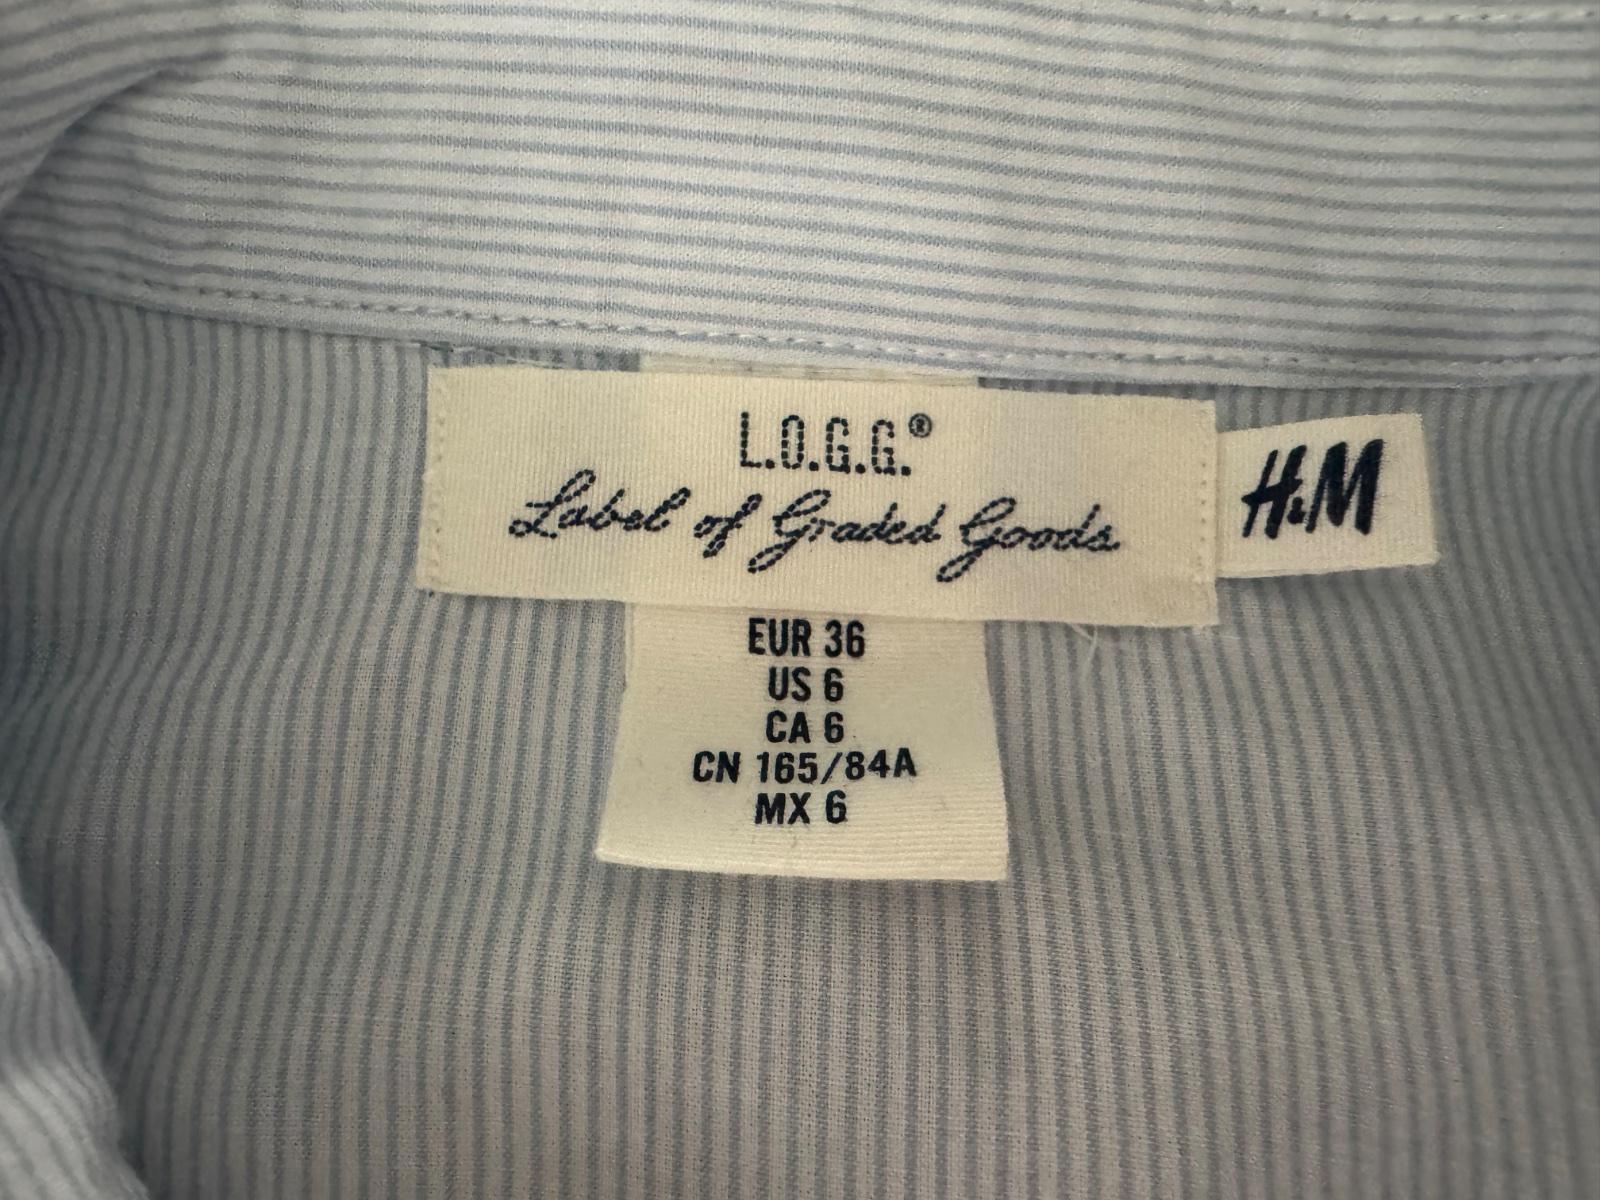 L.O.G.G.®
Label of Graded Goods
H&M
EUR 36
US 6
CA 6
CN 165/84A
MX 6